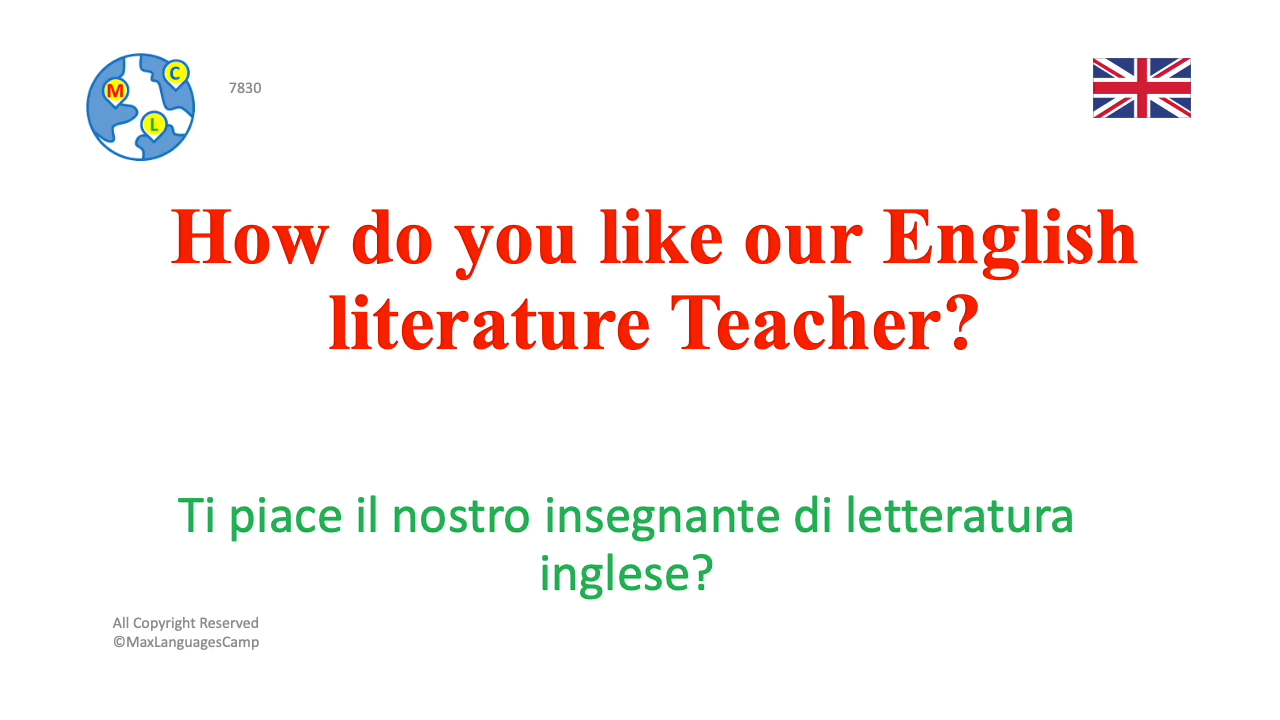 M
C
L
7830
How do you like our English
literature Teacher?
Ti piace il nostro insegnante di letteratura
inglese?
All Copyright Reserved
©MaxLanguagesCamp